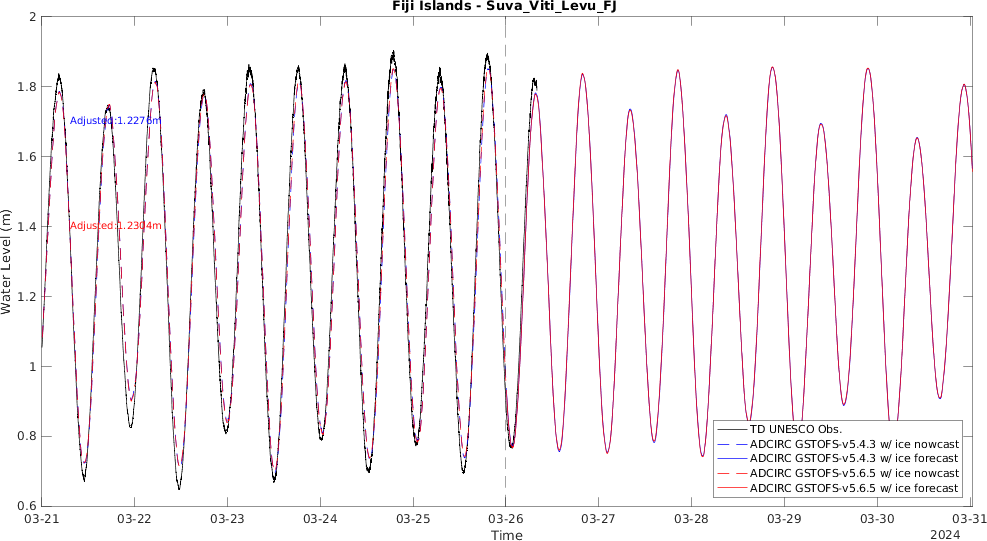 Fiji Islands - Suva_Viti_Levu_FJ
Water Level (m)
2
1.8
1.6
1.4
1.2
1
0.8
0.6
Adjusted:1.2276m
Adjusted:1.2304m
TD UNESCO Obs.
ADCIRC GSTOFS-v5.4.3 w/ ice nowcast
ADCIRC GSTOFS-v5.4.3 w/ ice forecast
ADCIRC GSTOFS-v5.6.5 w/ ice nowcast
ADCIRC GSTOFS-v5.6.5 w/ ice forecast
03-21 03-22 03-23 03-24 03-25 03-26 03-27 03-28 03-29 03-30 03-31
Time
2024